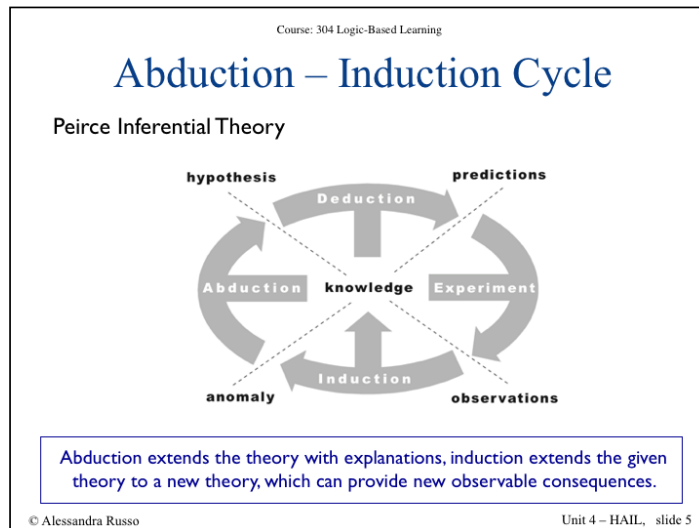 Course: 304 Logic-Based Learning
Abduction – Induction Cycle
Peirce Inferential Theory
hypothesis
predictions
Deduction
Abduction
knowledge
Experiment
Induction
anomaly
observations
Abduction extends the theory with explanations, induction extends the given
theory to a new theory, which can provide new observable consequences.
© Alessandra Russo
Unit 4 – HAIL, slide 5